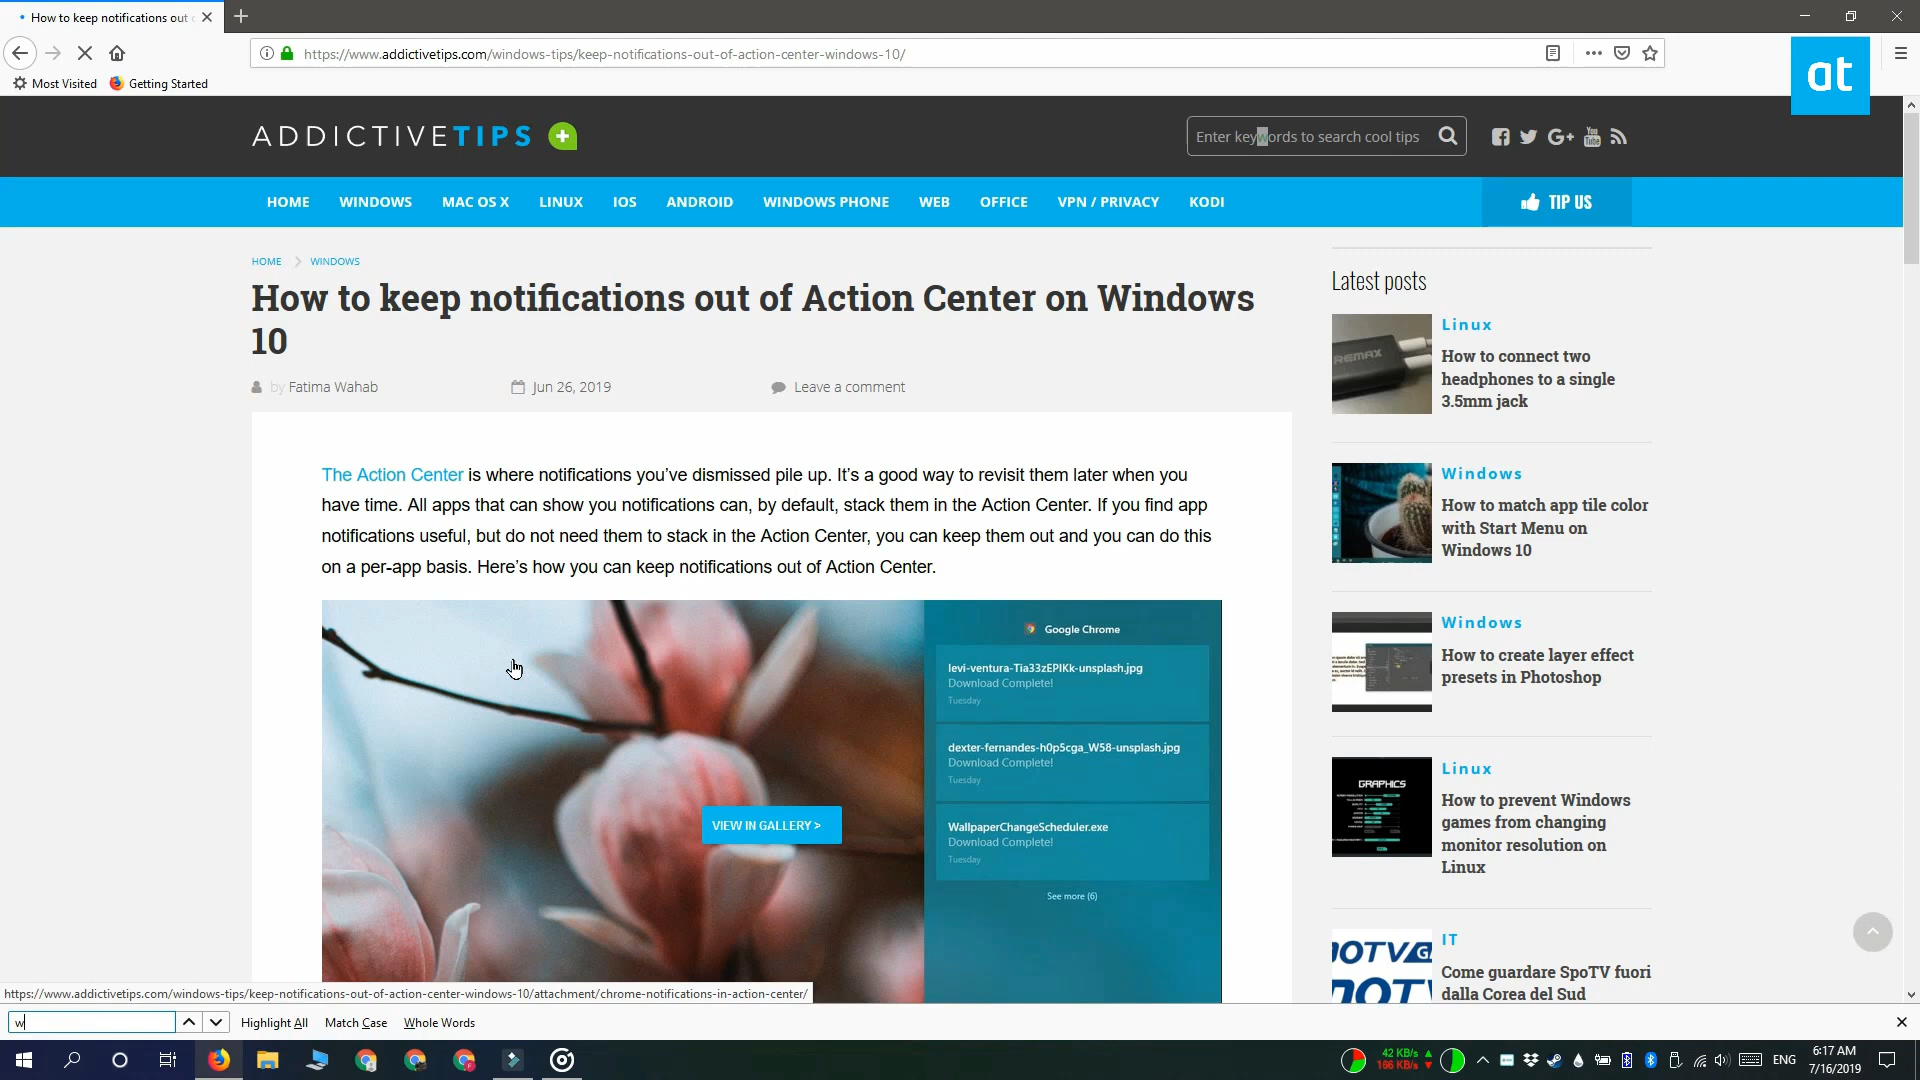 How to keep notifications out
https://www.addictivetips.com/windows-tips/keep-notifications-out-of-action-center-windows-10/
at
Most Visited
Getting Started
ADDICTIVETIPS
Enter keywords to search cool tips
G+
You Tube
HOME
WINDOWS
MAC OS X
LINUX
IOS
ANDROID
WINDOWS PHONE
WEB
OFFICE
VPN / PRIVACY
KODI
TIP US
HOME
WINDOWS
How to keep notifications out of Action Center on Windows
10
by Fatima Wahab
Jun 26, 2019
Leave a comment
The Action Center is where notifications you’ve dismissed pile up. It’s a good way to revisit them later when you
have time. All apps that can show you notifications can, by default, stack them in the Action Center. If you find app
notifications useful, but do not need them to stack in the Action Center, you can keep them out and you can do this
on a per-app basis. Here’s how you can keep notifications out of Action Center.
Google Chrome
levi-ventura-Tia33zEPIKk-unsplash.jpg
Download Complete!
Tuesday
dexter-fernandes-h0p5cga_W58-unsplash.jpg
Download Complete!
Tuesday
WallpaperChangeScheduler.exe
Download Complete!
Tuesday
See more (6)
VIEW IN GALLERY >
Latest posts
REMAX
Linux
How to connect two
headphones to a single
3.5mm jack
Windows
How to match app tile color
with Start Menu on
Windows 10
Windows
How to create layer effect
presets in Photoshop
GRAPHICS
Linux
How to prevent Windows
games from changing
monitor resolution on
Linux
IT
Come guardare SpoTV fuori
dalla Corea del Sud
https://www.addictivetips.com/windows-tips/keep-notifications-out-of-action-center-windows-10/attachment/chrome-notifications-in-action-center/
w
Highlight All
Match Case
Whole Words
42 KB/s
166 KB/s
ENG
6:17 AM
7/16/2019